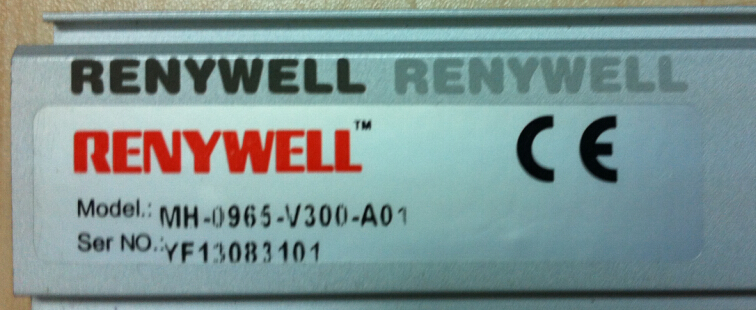 RENYWELL RENYWELL
RENYWELL™
CE
Model.: MH-0965-V300-A01
Ser NO.:YF13083101